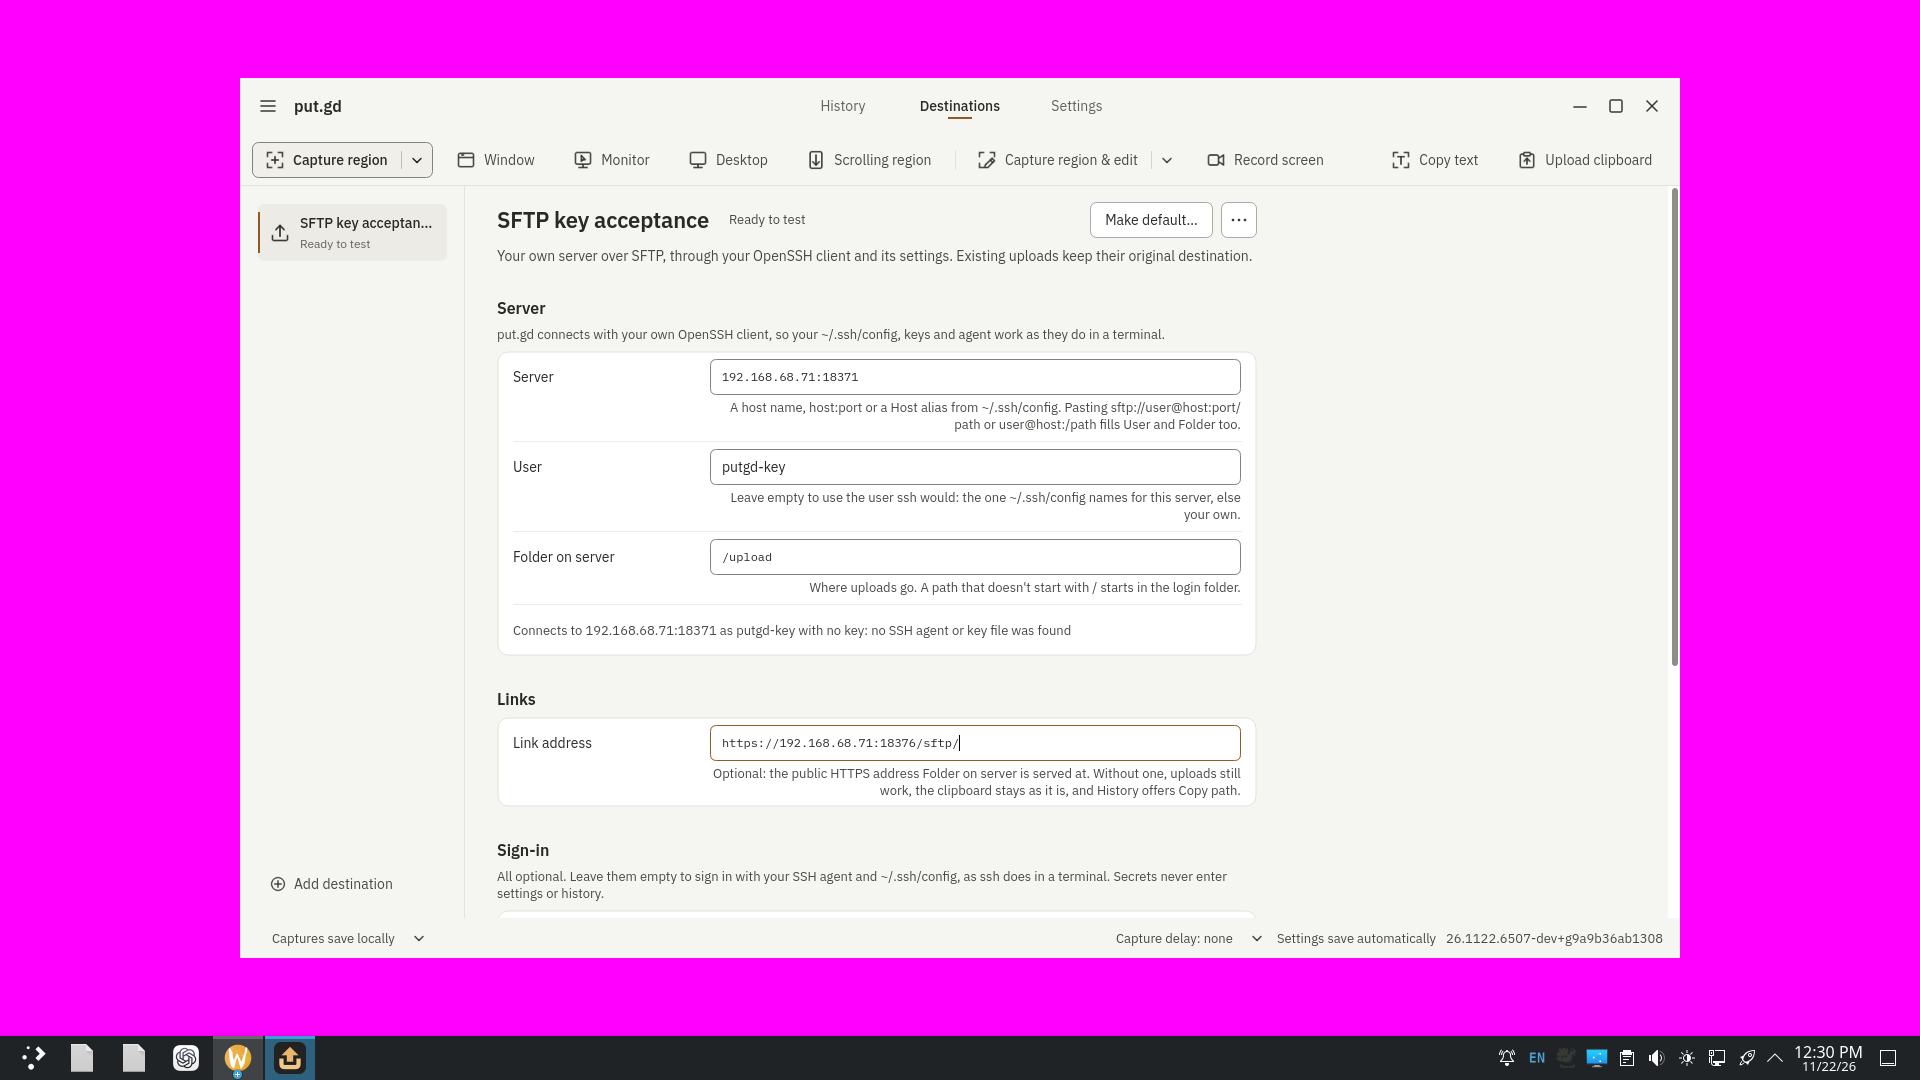 put.gd
History
Destinations
Settings
Capture region
Window
Monitor
Desktop
Scrolling region
Capture region & edit
Record screen
Copy text
Upload clipboard
SFTP key acceptan...
Ready to test
SFTP key acceptance
Ready to test
Make default...
Your own server over SFTP, through your OpenSSH client and its settings. Existing uploads keep their original destination.
Server
put.gd connects with your own OpenSSH client, so your ~/.ssh/config, keys and agent work as they do in a terminal.
Server
192.168.68.71:18371
A host name, host:port or a Host alias from ~/.ssh/config. Pasting sftp://user@host:port/
path or user@host:/path fills User and Folder too.
User
putgd-key
Leave empty to use the user ssh would: the one ~/.ssh/config names for this server, else
your own.
Folder on server
/upload
Where uploads go. A path that doesn't start with / starts in the login folder.
Connects to 192.168.68.71:18371 as putgd-key with no key: no SSH agent or key file was found
Links
Link address
https://192.168.68.71:18376/sftp/
Optional: the public HTTPS address Folder on server is served at. Without one, uploads still
work, the clipboard stays as it is, and History offers Copy path.
Sign-in
All optional. Leave them empty to sign in with your SSH agent and ~/.ssh/config, as ssh does in a terminal. Secrets never enter
settings or history.
Add destination
Captures save locally
Capture delay: none
Settings save automatically
26.1122.6507-dev+g9a9b36ab1308
W
EN
12:30 PM
11/22/26